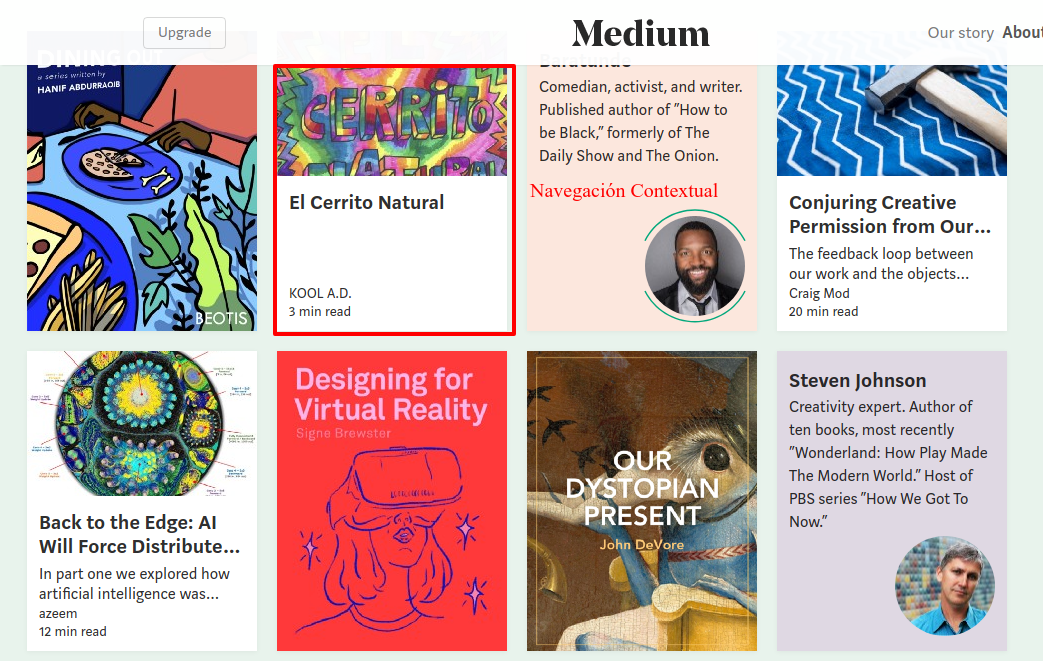 Upgrade
Medium
Our story About
DINING OUT
a series written by
HANIF ABDURRAQIB
BEOTIS
CERRITO
NATURAL
El Cerrito Natural
KOOL A.D.
3 min read
Baratunde
Comedian, activist, and writer.
Published author of "How to
be Black," formerly of The
Daily Show and The Onion.
Navegación Contextual
Conjuring Creative
Permission from Our...
The feedback loop between
our work and the objects...
Craig Mod
20 min read
Back to the Edge: AI
Will Force Distribute...
In part one we explored how
artificial intelligence was...
azeem
12 min read
Designing for
Virtual Reality
Signe Brewster
OUR
DYSTOPIAN
PRESENT
John DeVore
Steven Johnson
Creativity expert. Author of
ten books, most recently
"Wonderland: How Play Made
The Modern World." Host of
PBS series "How We Got To
Now."